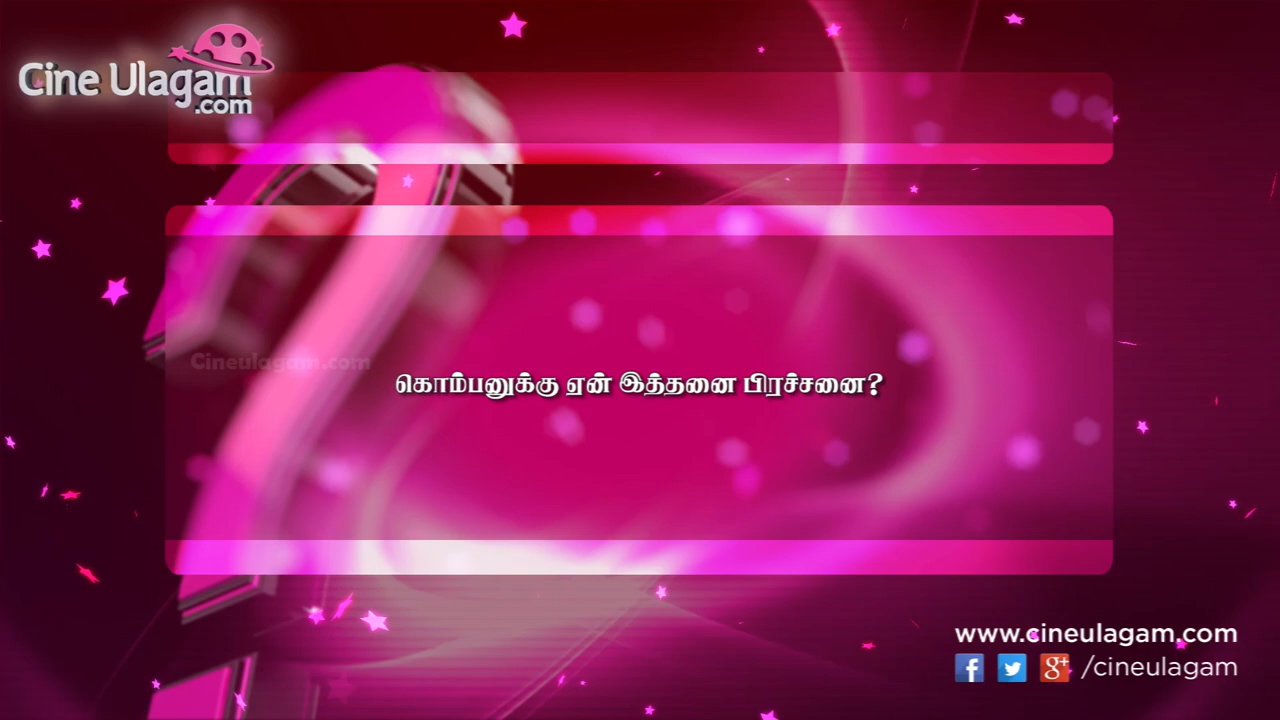 Cine Ulagam
.com
Cineulagam.com
கொம்பனுக்கு ஏன் இத்தனை பிரச்சனை?
www.cineulagam.com
f g+ /cineulagam